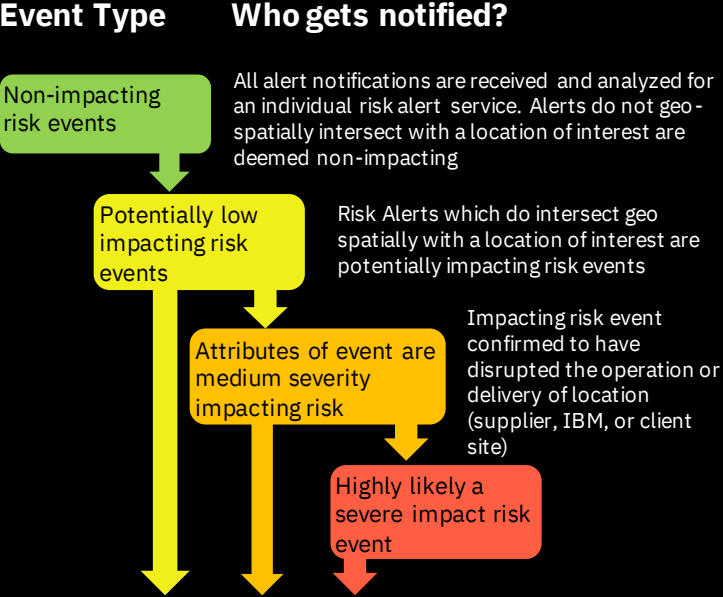 Event Type
Who gets notified?
Non-impacting
risk events
All alert notifications are received and analyzed for
an individual risk alert service. Alerts do not geo-
spatially intersect with a location of interest are
deemed non-impacting
Potentially low
impacting risk
events
Risk Alerts which do intersect geo
spatially with a location of interest are
potentially impacting risk events
Attributes of event are
medium severity
impacting risk
Impacting risk event
confirmed to have
disrupted the operation or
delivery of location
(supplier, IBM, or client
site)
Highly likely a
severe impact risk
event